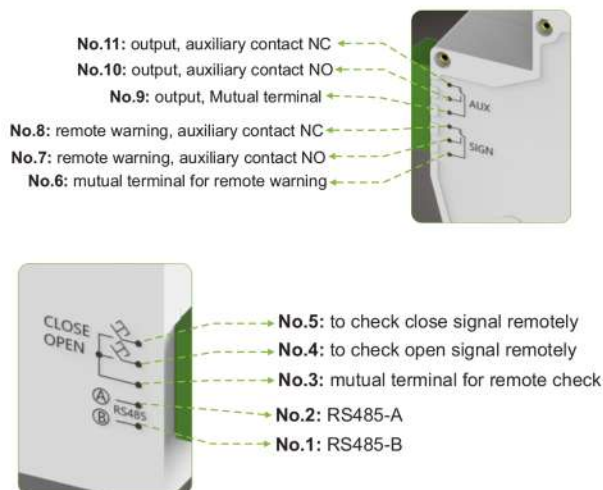 No.11: output, auxiliary contact NC
No.10: output, auxiliary contact NO
No.9: output, Mutual terminal
No.8: remote warning, auxiliary contact NC
No.7: remote warning, auxiliary contact NO
No.6: mutual terminal for remote warning
AUX
SIGN
CLOSE
OPEN
A
RS485
B
No.5: to check close signal remotely
No.4: to check open signal remotely
No.3: mutual terminal for remote check
No.2: RS485-A
No.1: RS485-B